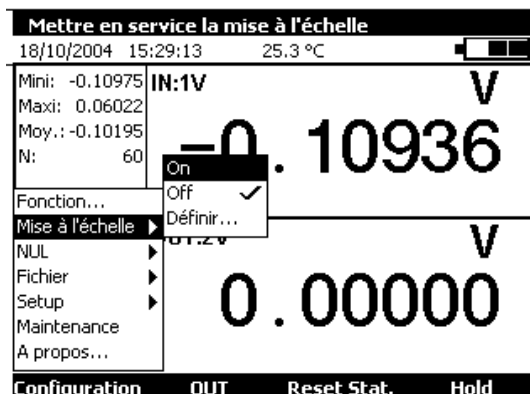 Mettre en service la mise à l'échelle
18/10/2004 15:29:13 25.3 °C
Mini: -0.10975
Maxi: 0.06022
Moy.:-0.10195
N: 60
IN:1V
V
-0.10936
On
Off
Définir...
Fonction...
Mise à l'échelle
NUL
Fichier
Setup
Maintenance
A propos...
V
0.00000
Configuration OUT Reset Stat. Hold